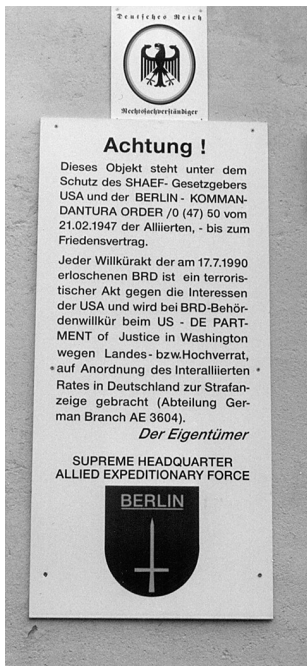 Deutsches Reich
Rechtssachverständiger
Achtung !
Dieses Objekt steht unter dem
Schutz des SHAEF- Gesetzgebers
USA und der BERLIN - KOMMAN-
DANTURA ORDER /0 (47) 50 vom
21.02.1947 der Alliierten, - bis zum
Friedensvertrag.
Jeder Willkürakt der am 17.7.1990
erloschenen BRD ist ein terroris-
tischer Akt gegen die Interessen
der USA und wird bei BRD-Behör-
denwillkür beim US - DE PART-
MENT of Justice in Washington
wegen Landes- bzw.Hochverrat,
auf Anordnung des Interalliierten
Rates in Deutschland zur Strafan-
zeige gebracht (Abteilung Ger-
man Branch AE 3604).
Der Eigentümer
SUPREME HEADQUARTER
ALLIED EXPEDITIONARY FORCE
BERLIN